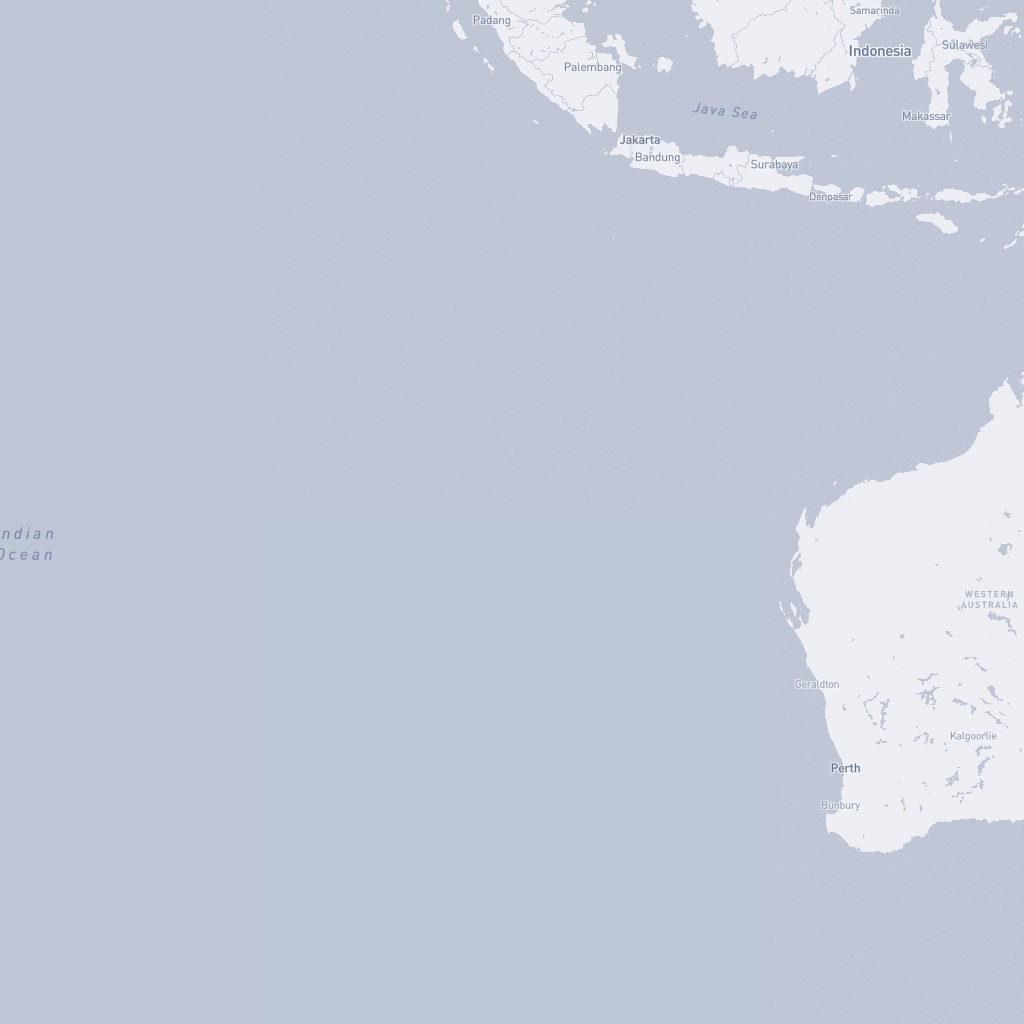 Padang
Samarinda
Indonesia
Sulawesi
Palembang
Java Sea
Makassar
Jakarta
Bandung
Surabaya
Denpasar
ndian
Ocean
WESTERN
AUSTRALIA
Geraldton
Kalgoorlie
Perth
Bunbury